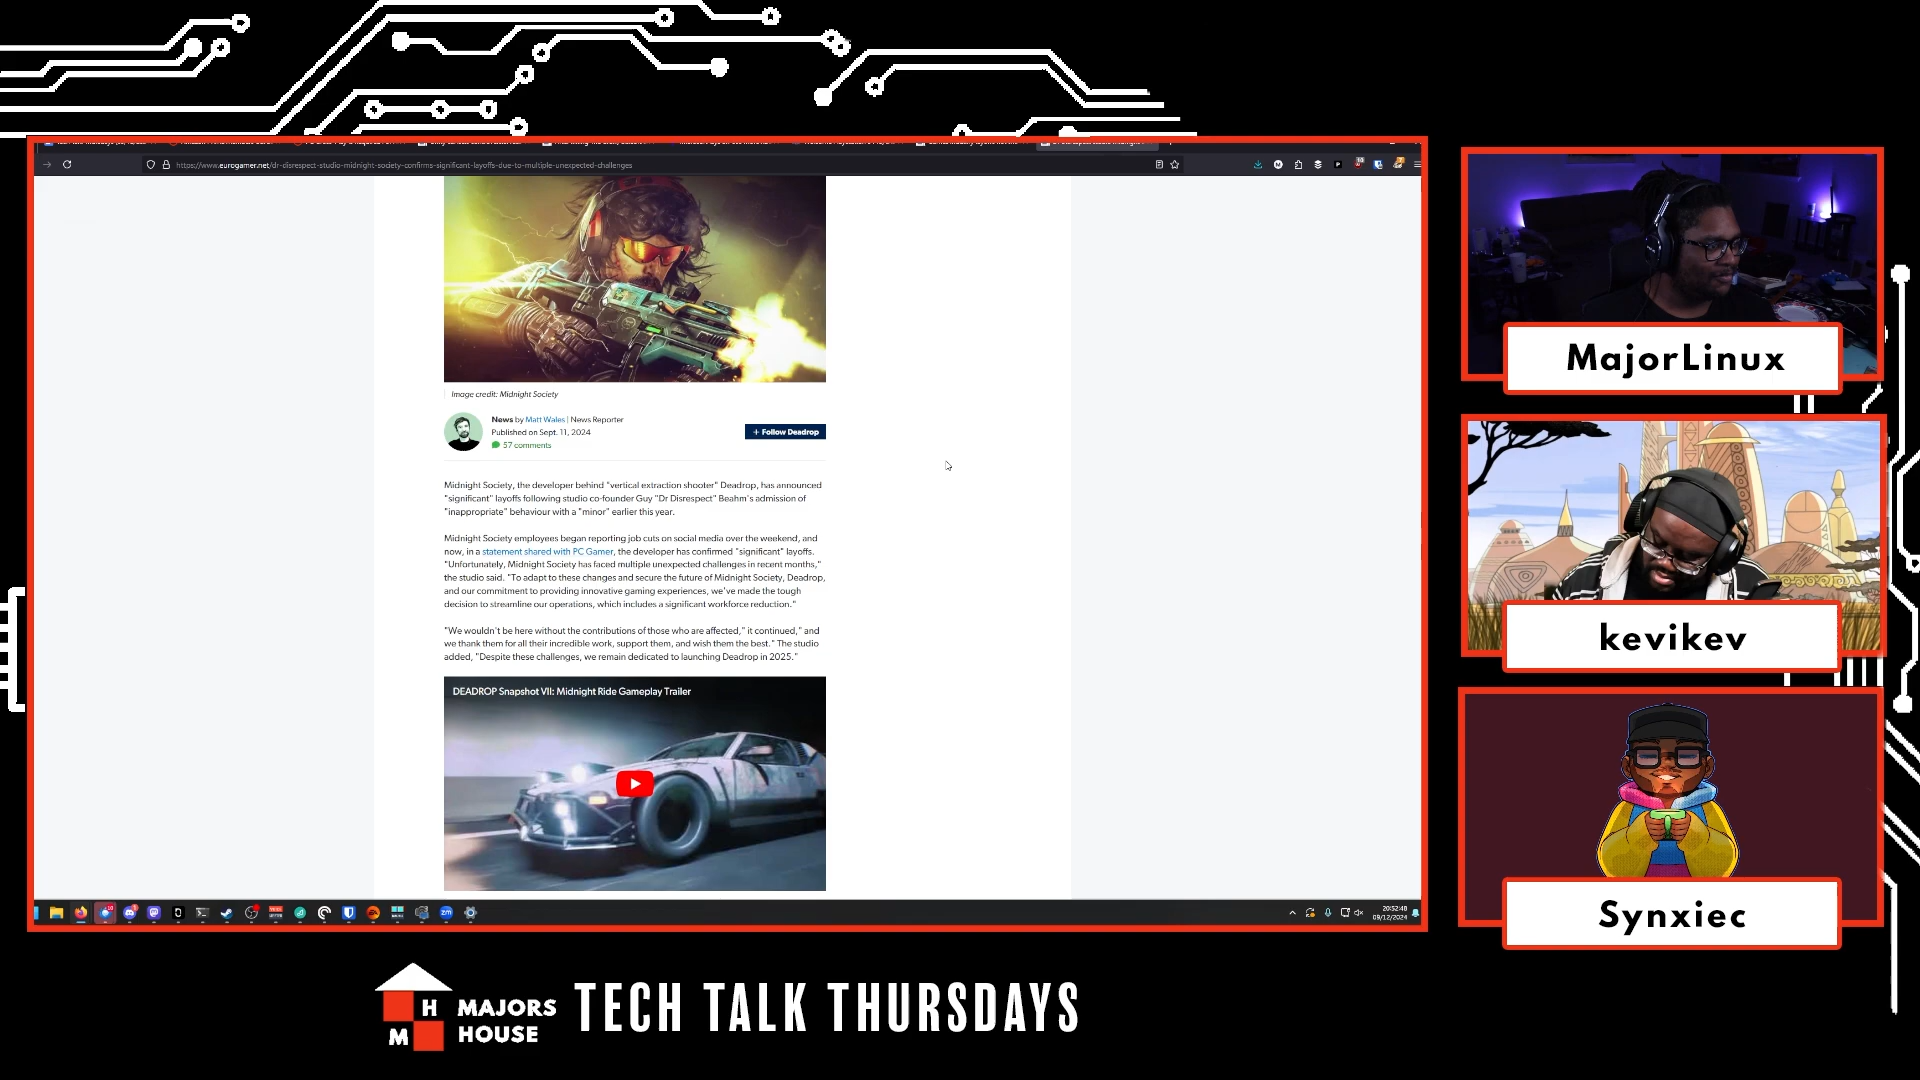 https://www.eurogamer.net/dr-disrespect-studio-midnight-society-confirms-significant-layoffs-due-to-multiple-unexpected-challenges
Image credit: Midnight Society
News by Matt Wales | News Reporter
Published on Sept. 11, 2024
57 comments
+ Follow Deadrop
Midnight Society, the developer behind "vertical extraction shooter" Deadrop, has announced
"significant" layoffs following studio co-founder Guy "Dr Disrespect" Beahm's admission of
"inappropriate" behaviour with a "minor" earlier this year.
Midnight Society employees began reporting job cuts on social media over the weekend, and
now, in a statement shared with PC Gamer, the developer has confirmed "significant" layoffs.
"Unfortunately, Midnight Society has faced multiple unexpected challenges in recent months,"
the studio said. "To adapt to these changes and secure the future of Midnight Society, Deadrop,
and our commitment to providing innovative gaming experiences, we've made the tough
decision to streamline our operations, which includes a significant workforce reduction."
"We wouldn't be here without the contributions of those who are affected," it continued," and
we thank them for all their incredible work, support them, and wish them the best." The studio
added, "Despite these challenges, we remain dedicated to launching Deadrop in 2025."
DEADROP Snapshot VII: Midnight Ride Gameplay Trailer
20:52:48
09/12/2024
MajorLinux
kevikev
Synxiec
H
M
MAJORS
HOUSE
TECH TALK THURSDAYS